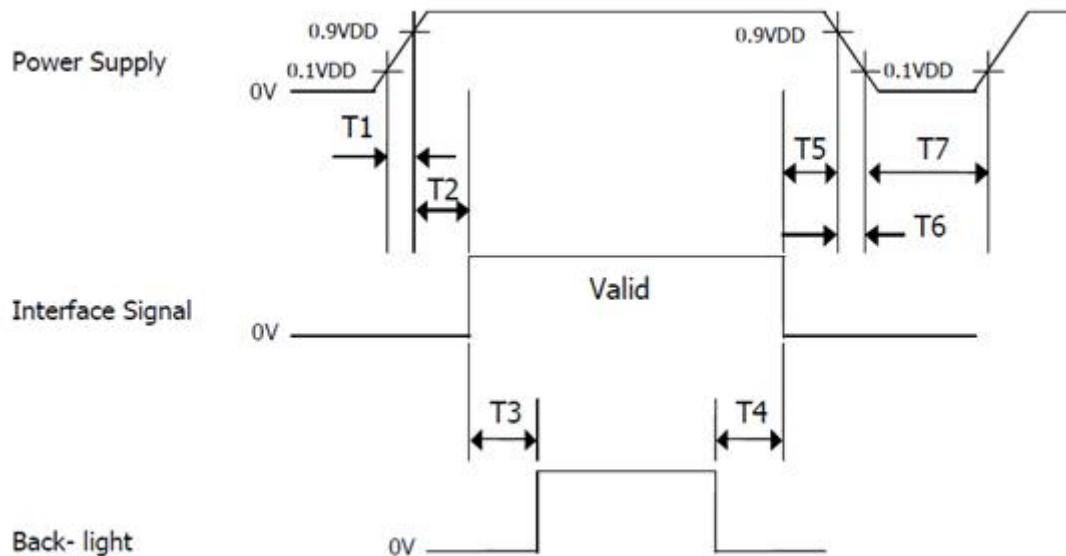 0.9VDD
0.9VDD
Power Supply
0.1VDD
0.1VDD
0V
T1
T5
T7
T2
T6
Valid
Interface Signal
0V
T3
T4
Back- light
0V